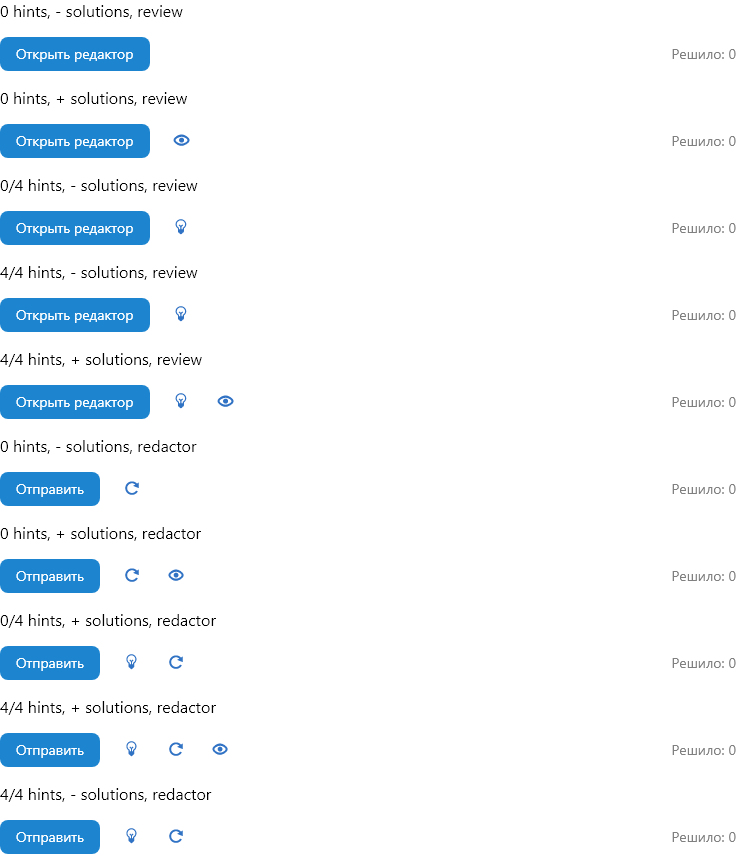 0 hints, - solutions, review
Открыть редактор Решило: 0
0 hints, + solutions, review
Открыть редактор Решило: 0
0/4 hints, - solutions, review
Открыть редактор Решило: 0
4/4 hints, - solutions, review
Открыть редактор Решило: 0
4/4 hints, + solutions, review
Открыть редактор Решило: 0
0 hints, - solutions, redactor
Отправить Решило: 0
0 hints, + solutions, redactor
Отправить Решило: 0
0/4 hints, + solutions, redactor
Отправить Решило: 0
4/4 hints, + solutions, redactor
Отправить Решило: 0
4/4 hints, - solutions, redactor
Отправить Решило: 0